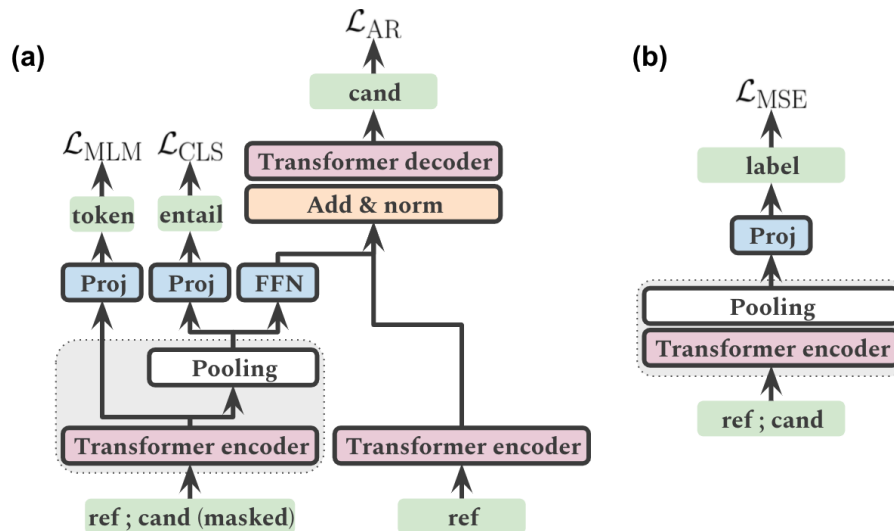 (a)
ℒAR
cand
Transformer decoder
Add & norm
ℒMLM ℒCLS
token entail
Proj Proj FFN
Pooling
Transformer encoder Transformer encoder
ref ; cand (masked) ref
(b)
ℒMSE
label
Proj
Pooling
Transformer encoder
ref ; cand